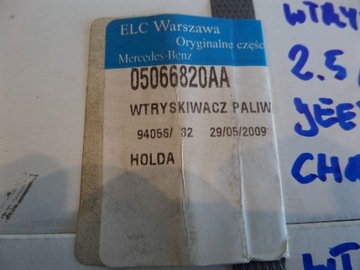 ELC Warszawa
Oryginalne częśc
Mercedes-Benz
05066820AA
WTRYSKIWACZ PALIW
94056/ 32 29/05/2009
HOLDA
WTRY
2.5
JEE
CHR